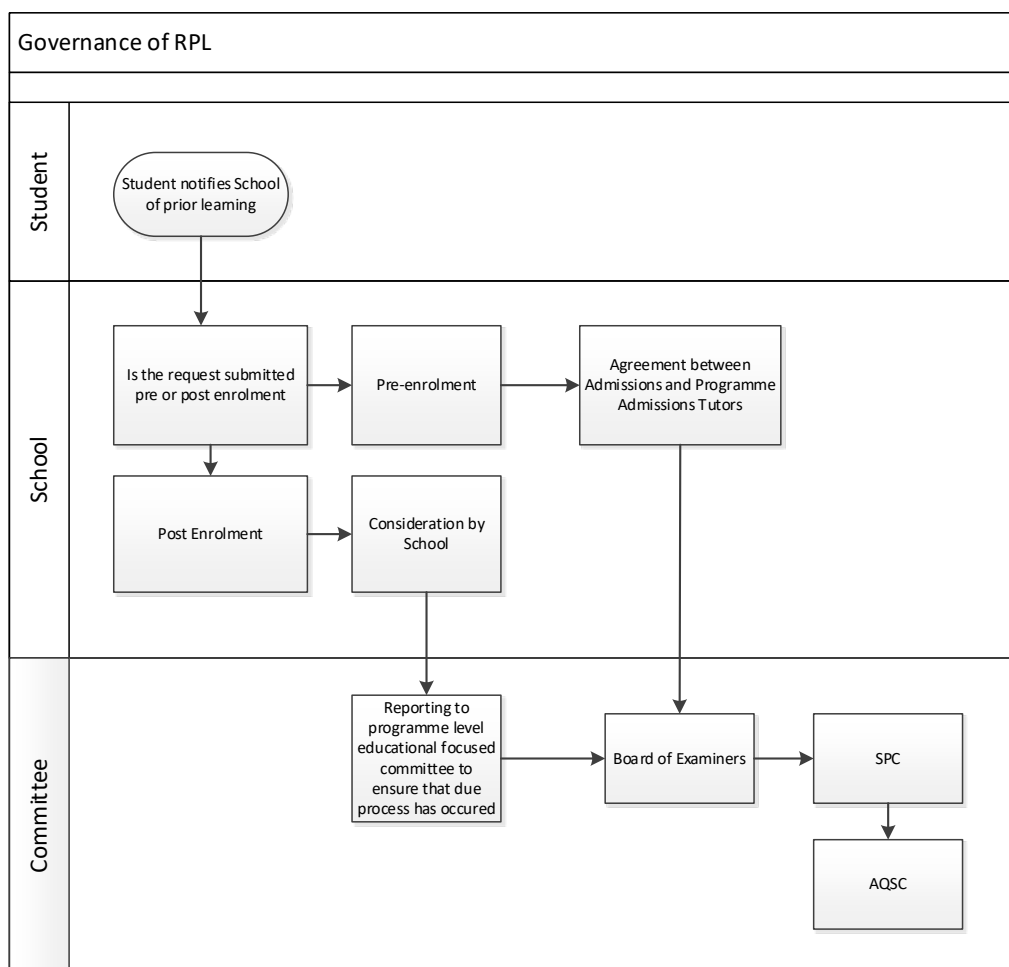 Governance of RPL
Student
Student notifies School
of prior learning
School
Is the request submitted
pre or post enrolment
Pre-enrolment
Agreement between
Admissions and Programme
Admissions Tutors
Post Enrolment
Consideration by
School
Committee
Reporting to
programme level
educational focused
committee to
ensure that due
process has occured
Board of Examiners
SPC
AQSC